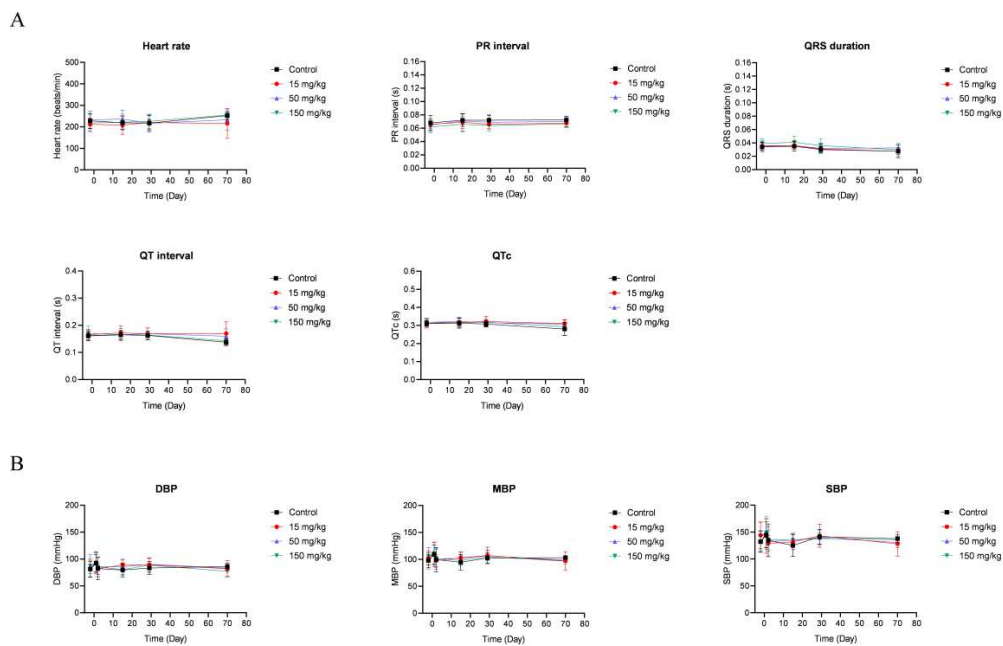 A
Heart rate
500
400
300
200
100
0
Heart rate (beats/min)
0 10 20 30 40 50 60 70 80
Time (Day)
Control
15 mg/kg
50 mg/kg
150 mg/kg
PR interval
0.16
0.14
0.12
0.10
0.08
0.06
0.04
0.02
0.00
PR interval (s)
0 10 20 30 40 50 60 70 80
Time (Day)
Control
15 mg/kg
50 mg/kg
150 mg/kg
QRS duration
0.16
0.14
0.12
0.10
0.08
0.06
0.04
0.02
0.00
QRS duration (s)
0 10 20 30 40 50 60 70 80
Time (Day)
Control
15 mg/kg
50 mg/kg
150 mg/kg
QT interval
0.4
0.3
0.2
0.1
0.0
QT interval (s)
0 10 20 30 40 50 60 70 80
Time (Day)
Control
15 mg/kg
50 mg/kg
150 mg/kg
QTc
0.6
0.5
0.4
0.3
0.2
0.1
0.0
QTc (s)
0 10 20 30 40 50 60 70 80
Time (Day)
Control
15 mg/kg
50 mg/kg
150 mg/kg
B
DBP
200
150
100
50
0
DBP (mmHg)
0 10 20 30 40 50 60 70 80
Time (Day)
Control
15 mg/kg
50 mg/kg
150 mg/kg
MBP
200
150
100
50
0
MBP (mmHg)
0 10 20 30 40 50 60 70 80
Time (Day)
Control
15 mg/kg
50 mg/kg
150 mg/kg
SBP
200
150
100
50
0
SBP (mmHg)
0 10 20 30 40 50 60 70 80
Time (Day)
Control
15 mg/kg
50 mg/kg
150 mg/kg